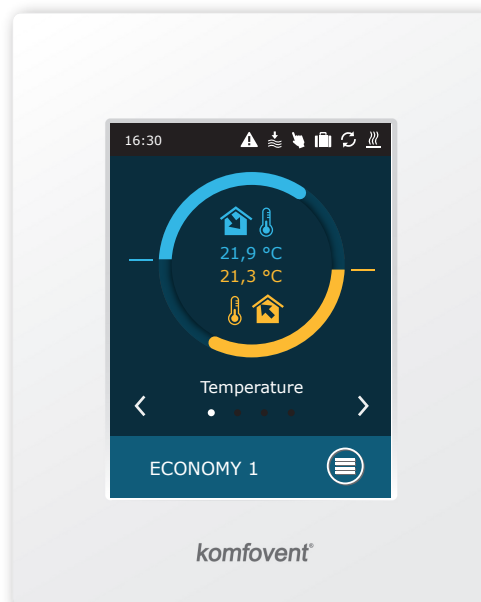 16:30
21,9 °C
21,3 °C
Temperature
ECONOMY 1
komfovent®